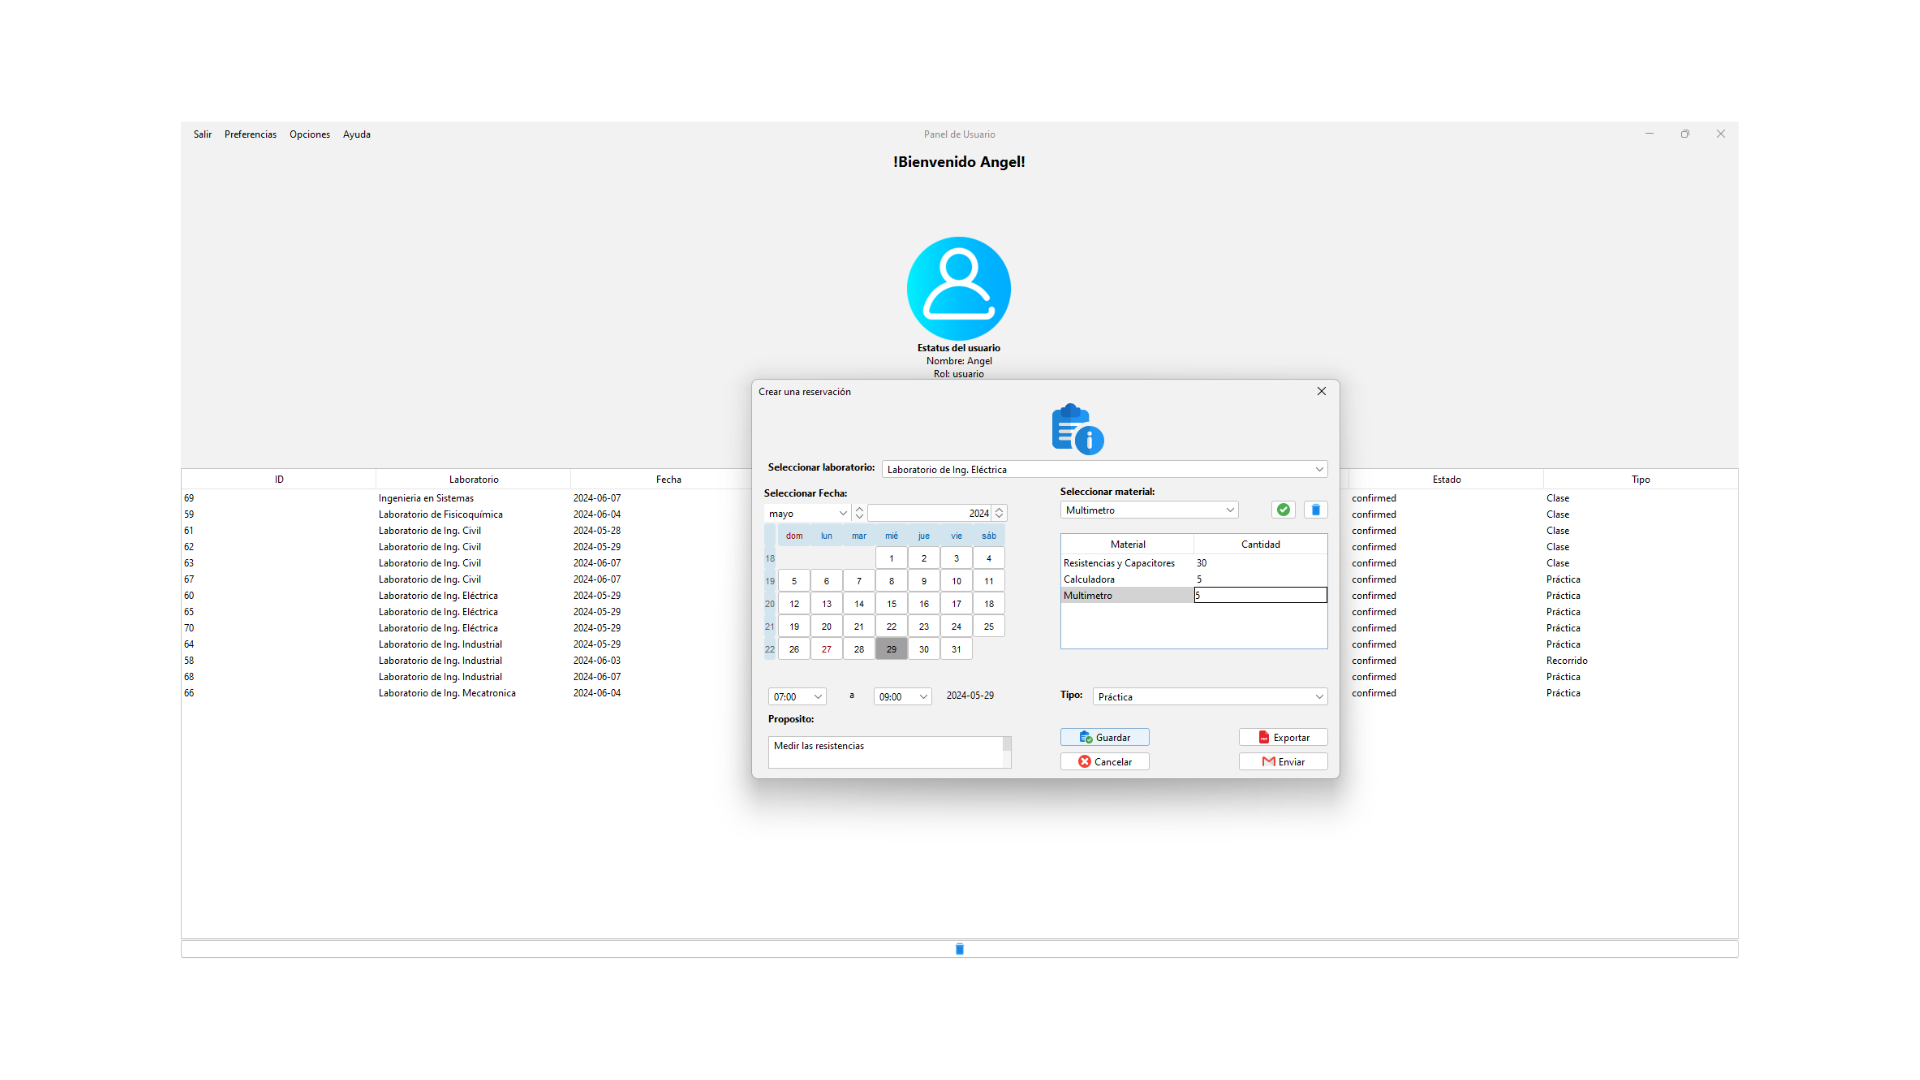 Salir Preferencias Opciones Ayuda Panel de Usuario
!Bienvenido Angel!
Estatus del usuario
Nombre: Angel
Rol: usuario
ID Laboratorio Fecha Estado Tipo
69 Ingenieria en Sistemas 2024-06-07 confirmed Clase
59 Laboratorio de Fisicoquímica 2024-06-04 confirmed Clase
61 Laboratorio de Ing. Civil 2024-05-28 confirmed Clase
62 Laboratorio de Ing. Civil 2024-05-29 confirmed Clase
63 Laboratorio de Ing. Civil 2024-06-07 confirmed Clase
67 Laboratorio de Ing. Civil 2024-06-07 confirmed Práctica
60 Laboratorio de Ing. Eléctrica 2024-05-29 confirmed Práctica
65 Laboratorio de Ing. Eléctrica 2024-05-29 confirmed Práctica
70 Laboratorio de Ing. Eléctrica 2024-05-29 confirmed Práctica
64 Laboratorio de Ing. Industrial 2024-05-29 confirmed Práctica
58 Laboratorio de Ing. Industrial 2024-06-03 confirmed Recorrido
68 Laboratorio de Ing. Industrial 2024-06-07 confirmed Práctica
66 Laboratorio de Ing. Mecatronica 2024-06-04 confirmed Práctica
Crear una reservación
Seleccionar laboratorio: Laboratorio de Ing. Eléctrica
Seleccionar Fecha:
mayo 2024
dom lun mar mié jue vie sáb
18 1 2 3 4
19 5 6 7 8 9 10 11
20 12 13 14 15 16 17 18
21 19 20 21 22 23 24 25
22 26 27 28 29 30 31
07:00 a 09:00 2024-05-29
Proposito:
Medir las resistencias
Seleccionar material:
Multimetro
Material Cantidad
Resistencias y Capacitores 30
Calculadora 5
Multimetro 5
Tipo: Práctica
Guardar Exportar
Cancelar Enviar